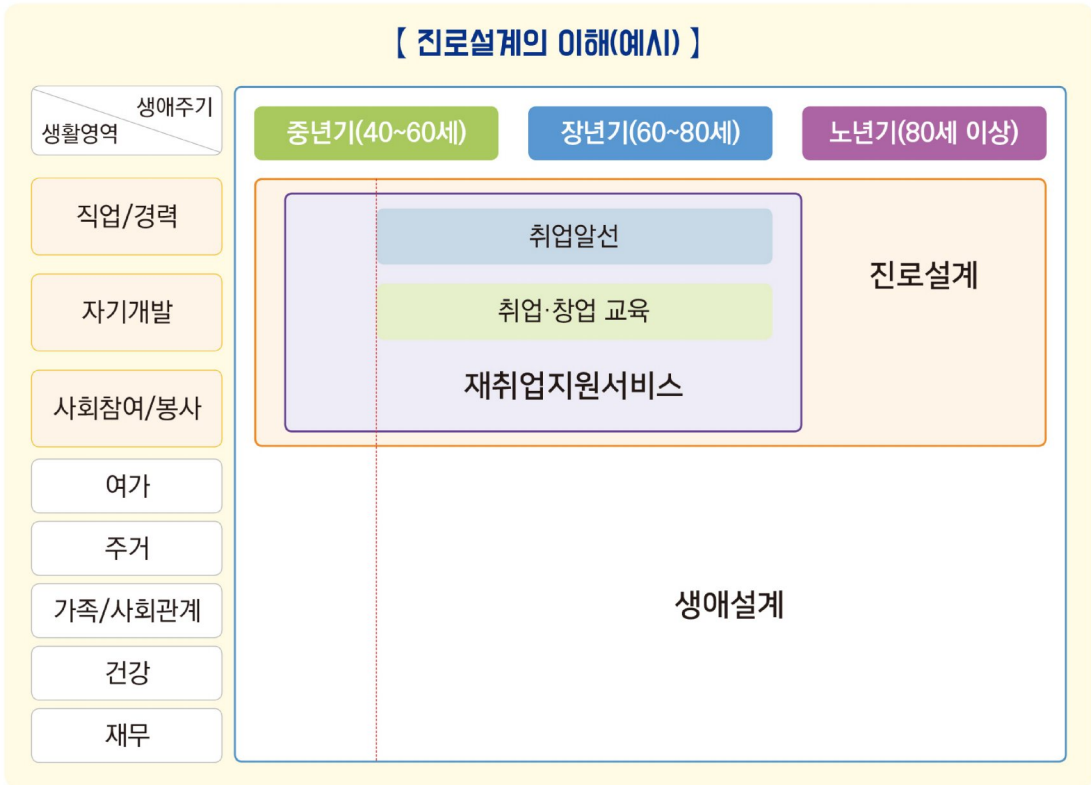 【 진로설계의 이해(예시) 】
생애주기
생활영역
중년기(40~60세)
장년기(60~80세)
노년기(80세 이상)
직업/경력
자기개발
사회참여/봉사
여가
주거
가족/사회관계
건강
재무
취업알선
취업·창업 교육
재취업지원서비스
진로설계
생애설계